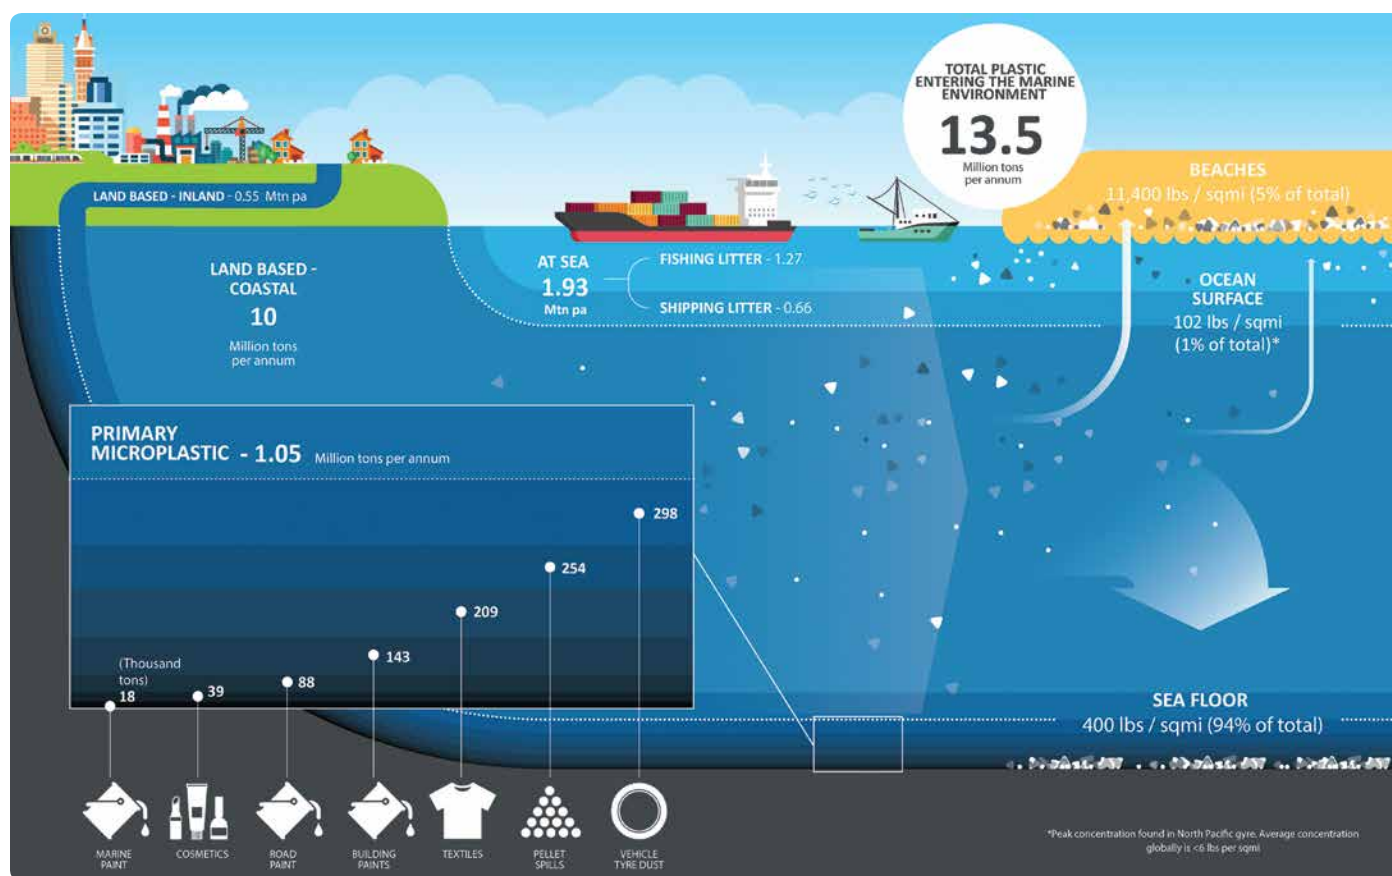 TOTAL PLASTIC
ENTERING THE MARINE
ENVIRONMENT
13.5
Million tons
per annum
BEACHES
11,400 lbs / sqmi (5% of total)
LAND BASED - INLAND - 0.55 Mtn pa
LAND BASED -
COASTAL
10
Million tons
per annum
AT SEA
1.93
Mtn pa
FISHING LITTER - 1.27
SHIPPING LITTER - 0.66
OCEAN
SURFACE
102 lbs / sqmi
(1% of total)*
PRIMARY
MICROPLASTIC - 1.05 Million tons per annum
298
254
209
143
88
39
(Thousand
tons)
18
SEA FLOOR
400 lbs / sqmi (94% of total)
MARINE
PAINT
COSMETICS
ROAD
PAINT
BUILDING
PAINTS
TEXTILES
PELLET
SPILLS
VEHICLE
TYRE DUST
*Peak concentration found in North Pacific gyre. Average concentration
globally is <6 lbs per sqmi